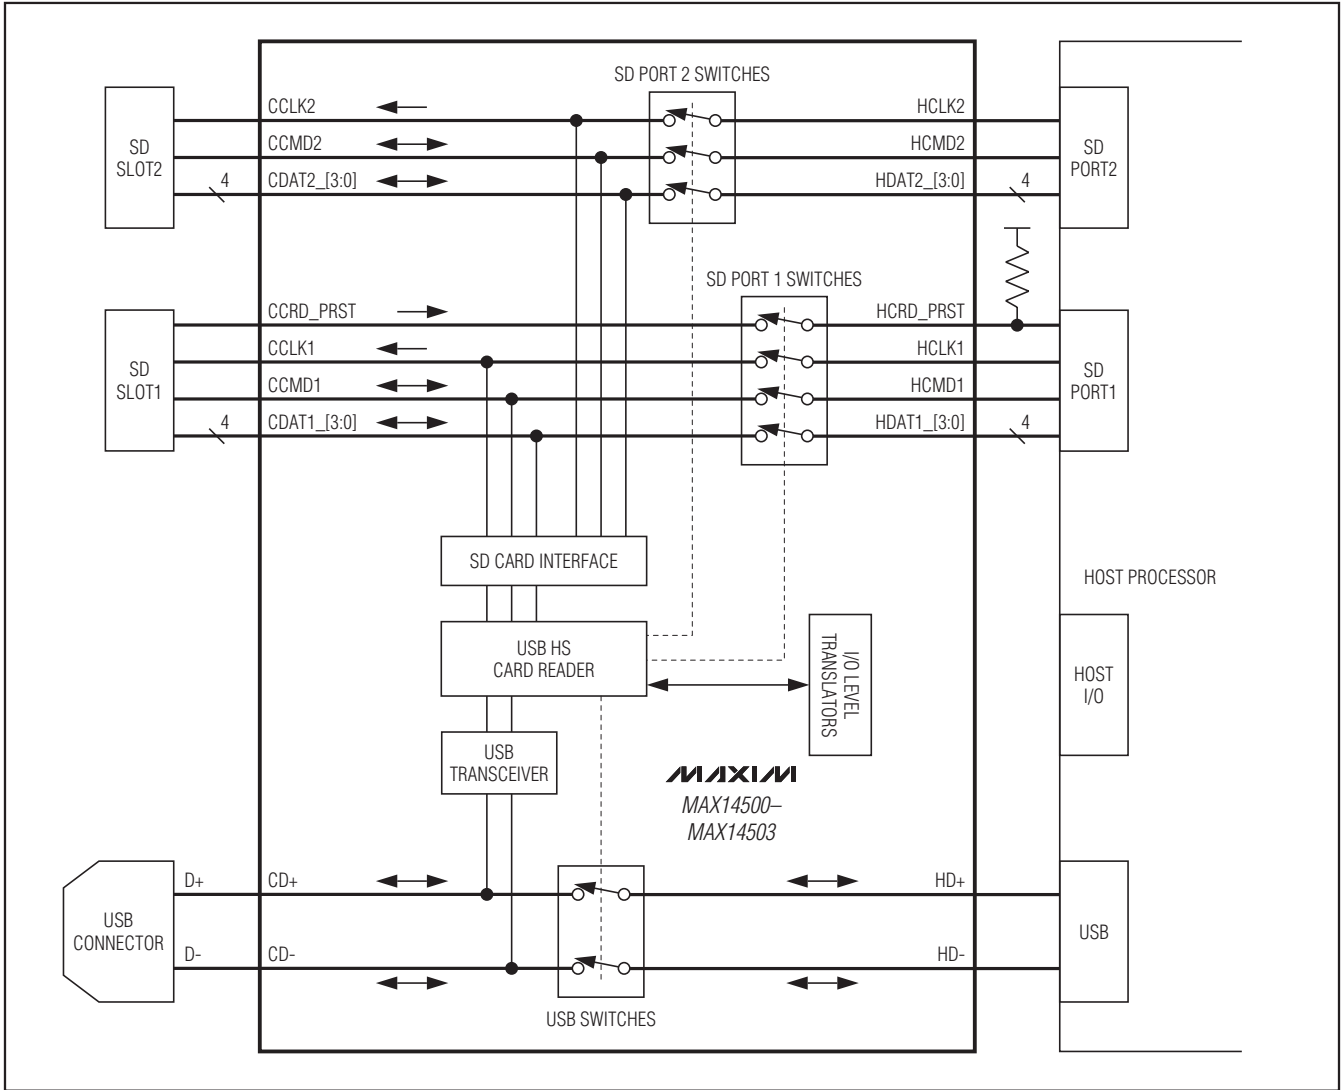 SD PORT 2 SWITCHES
SD
SLOT2
CCLK2
CCMD2
4
CDAT2_[3:0]
HCLK2
HCMD2
HDAT2_[3:0]
4
SD
PORT2
SD PORT 1 SWITCHES
SD
SLOT1
CCRD_PRST
CCLK1
CCMD1
4
CDAT1_[3:0]
HCRD_PRST
HCLK1
HCMD1
HDAT1_[3:0]
4
SD
PORT1
SD CARD INTERFACE
HOST PROCESSOR
USB HS
CARD READER
I/O LEVEL
TRANSLATORS
HOST
I/O
USB
TRANSCEIVER
MAXIM
MAX14500–
MAX14503
USB
CONNECTOR
D+
CD+
HD+
D-
CD-
HD-
USB
USB SWITCHES